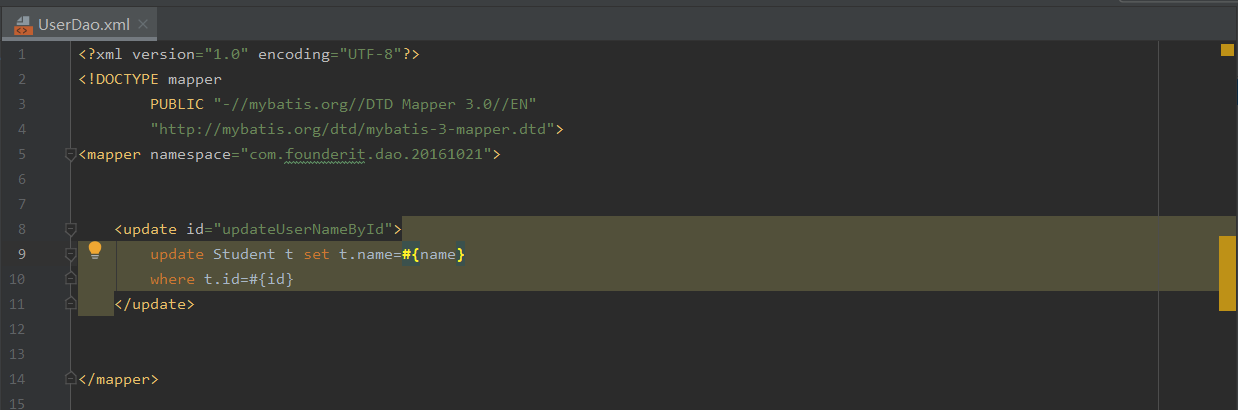 UserDao.xml
1 <?xml version="1.0" encoding="UTF-8"?>
2 <!DOCTYPE mapper
3         PUBLIC "-//mybatis.org//DTD Mapper 3.0//EN"
4         "http://mybatis.org/dtd/mybatis-3-mapper.dtd">
5 <mapper namespace="com.founderit.dao.20161021">
6
7
8     <update id="updateUserNameById">
9         update Student t set t.name=#{name}
10         where t.id=#{id}
11     </update>
12
13
14 </mapper>
15